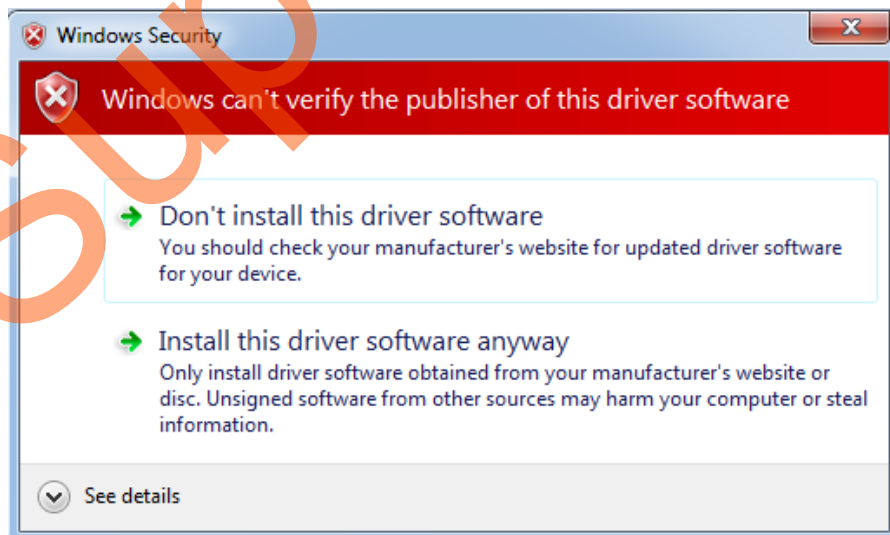 Windows Security
Windows can't verify the publisher of this driver software
Don't install this driver software
You should check your manufacturer's website for updated driver software
for your device.
Install this driver software anyway
Only install driver software obtained from your manufacturer's website or
disc. Unsigned software from other sources may harm your computer or steal
information.
See details
Sup